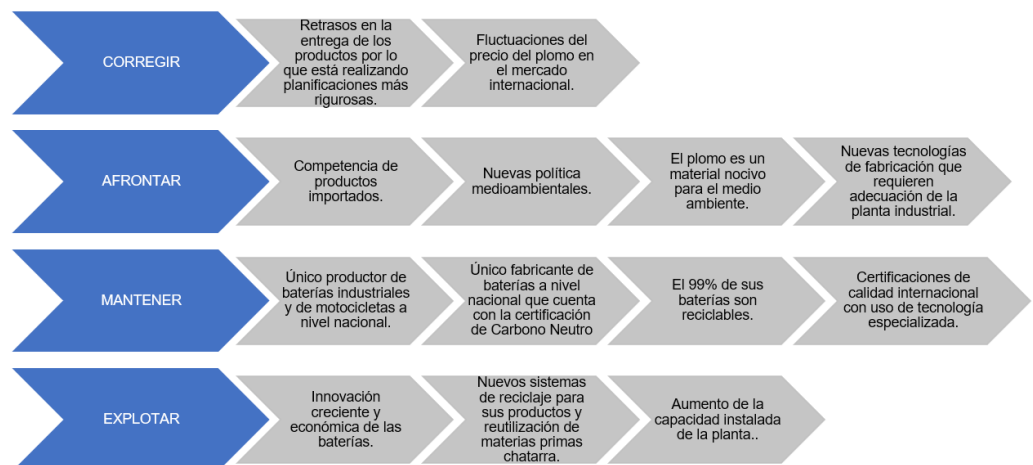 CORREGIR
Retrasos en la
entrega de los
productos por lo
que está realizando
planificaciones más
rigurosas.
Fluctuaciones del
precio del plomo en
el mercado
internacional.
AFRONTAR
Competencia de
productos
importados.
Nuevas política
medioambientales.
El plomo es un
material nocivo
para el medio
ambiente.
Nuevas tecnologías
de fabricación que
requieren
adecuación de la
planta industrial.
MANTENER
Único productor de
baterías industriales
y de motocicletas a
nivel nacional.
Único fabricante de
baterías a nivel
nacional que cuenta
con la certificación
de Carbono Neutro
El 99% de sus
baterías son
reciclables.
Certificaciones de
calidad internacional
con uso de tecnología
especializada.
EXPLOTAR
Innovación
creciente y
económica de las
baterías.
Nuevos sistemas
de reciclaje para
sus productos y
reutilización de
materias primas
chatarra.
Aumento de la
capacidad instalada
de la planta..